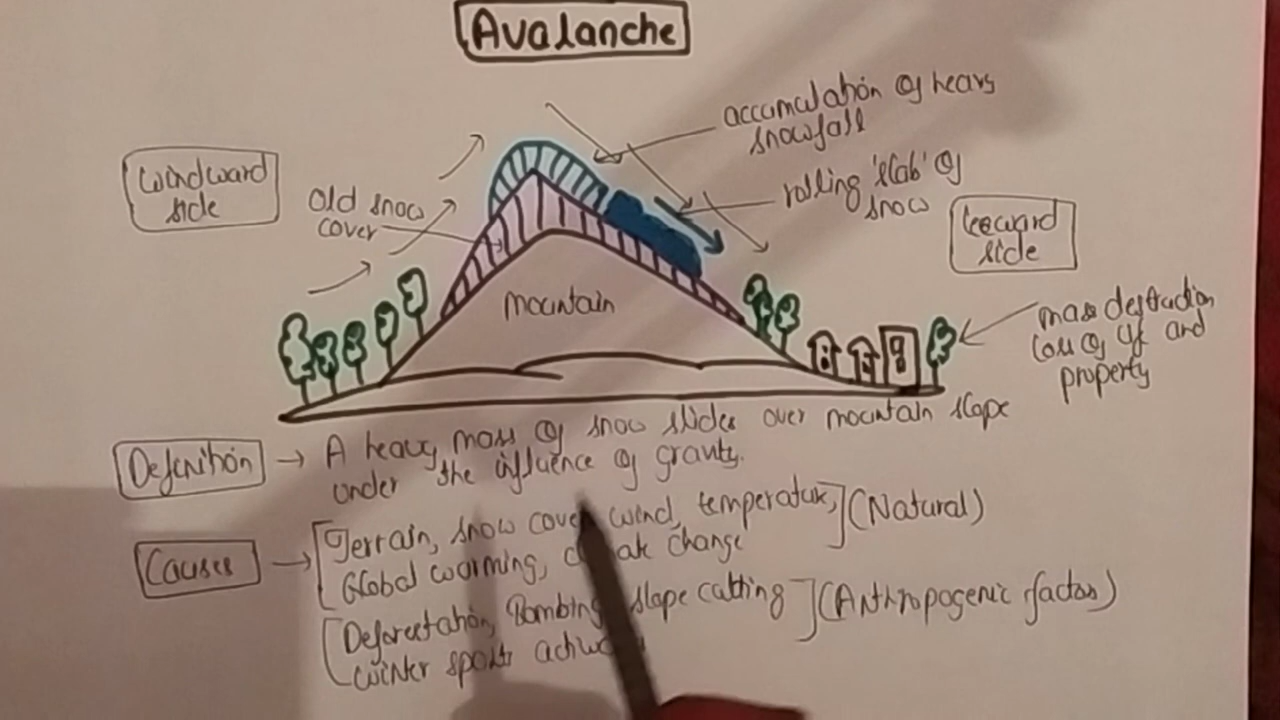 Avalanche
accumulation of heavy
snowfall
windward
side
old snow
cover
rolling 'slab' of
snow
leeward
side
mountain
mass destruction
loss of life and
property
Definition → A heavy mass of snow slides over mountain slope
under the influence of gravity.
Causes → [Terrain, snow cover, wind, temperature,] (Natural)
Global warming, change
[Deforestation, Bombing slope cutting] (Anthropogenic factors)
winter sports